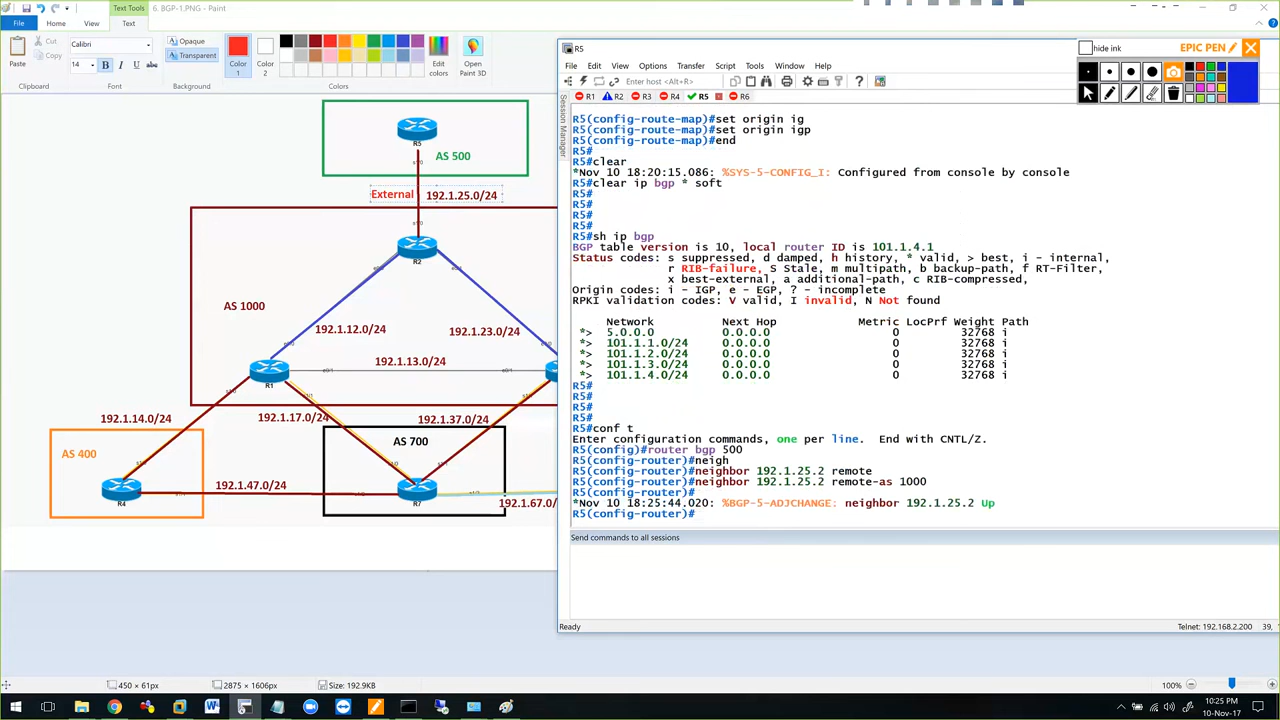 Text Tools
6. BGP-1.PNG - Paint
File
Home
View
Text
Paste
Cut
Copy
Clipboard
Calibri
14
B
I
U
abc
Font
Opaque
Transparent
Background
Color
1
Color
2
Edit
colors
Colors
Open
Paint 3D
R5
AS 500
External
192.1.25.0/24
R2
AS 1000
192.1.12.0/24
192.1.23.0/24
192.1.13.0/24
R1
192.1.14.0/24
192.1.17.0/24
192.1.37.0/24
AS 400
AS 700
192.1.47.0/24
R4
R7
192.1.67.0/
450 × 61px
2875 × 1606px
Size: 192.9KB
100%
R5
hide ink
EPIC PEN
File
Edit
View
Options
Transfer
Script
Tools
Window
Help
Enter host <Alt+R>
Session Manager
R1
R2
R3
R4
R5
R6
R5(config-route-map)#set origin ig
R5(config-route-map)#set origin igp
R5(config-route-map)#end
R5#
R5#clear
*Nov 10 18:20:15.086: %SYS-5-CONFIG_I: Configured from console by console
R5#clear ip bgp * soft
R5#
R5#
R5#
R5#
R5#sh ip bgp
BGP table version is 10, local router ID is 101.1.4.1
Status codes: s suppressed, d damped, h history, * valid, > best, i - internal,
r RIB-failure, S Stale, m multipath, b backup-path, f RT-Filter,
x best-external, a additional-path, c RIB-compressed,
Origin codes: i - IGP, e - EGP, ? - incomplete
RPKI validation codes: V valid, I invalid, N Not found
Network Next Hop Metric LocPrf Weight Path
*> 5.0.0.0 0.0.0.0 0 32768 i
*> 101.1.1.0/24 0.0.0.0 0 32768 i
*> 101.1.2.0/24 0.0.0.0 0 32768 i
*> 101.1.3.0/24 0.0.0.0 0 32768 i
*> 101.1.4.0/24 0.0.0.0 0 32768 i
R5#
R5#
R5#
R5#
R5#conf t
Enter configuration commands, one per line. End with CNTL/Z.
R5(config)#router bgp 500
R5(config-router)#neigh
R5(config-router)#neighbor 192.1.25.2 remote
R5(config-router)#neighbor 192.1.25.2 remote-as 1000
R5(config-router)#
*Nov 10 18:25:44.020: %BGP-5-ADJCHANGE: neighbor 192.1.25.2 Up
R5(config-router)#
Send commands to all sessions
Ready
Telnet: 192.168.2.200
39,
10:25 PM
10-Nov-17